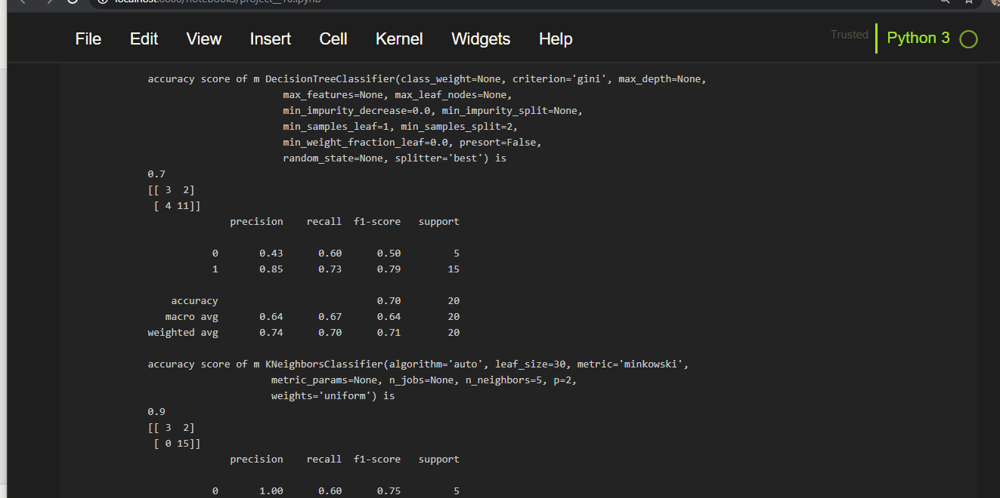 File Edit View Insert Cell Kernel Widgets Help Trusted Python 3
accuracy score of m DecisionTreeClassifier(class_weight=None, criterion='gini', max_depth=None,
max_features=None, max_leaf_nodes=None,
min_impurity_decrease=0.0, min_impurity_split=None,
min_samples_leaf=1, min_samples_split=2,
min_weight_fraction_leaf=0.0, presort=False,
random_state=None, splitter='best') is
0.7
[[ 3  2]
[ 4 11]]
precision recall f1-score support
0 0.43 0.60 0.50 5
1 0.85 0.73 0.79 15
accuracy 0.70 20
macro avg 0.64 0.67 0.64 20
weighted avg 0.74 0.70 0.71 20
accuracy score of m KNeighborsClassifier(algorithm='auto', leaf_size=30, metric='minkowski',
metric_params=None, n_jobs=None, n_neighbors=5, p=2,
weights='uniform') is
0.9
[[ 3  2]
[ 0 15]]
precision recall f1-score support
0 1.00 0.60 0.75 5